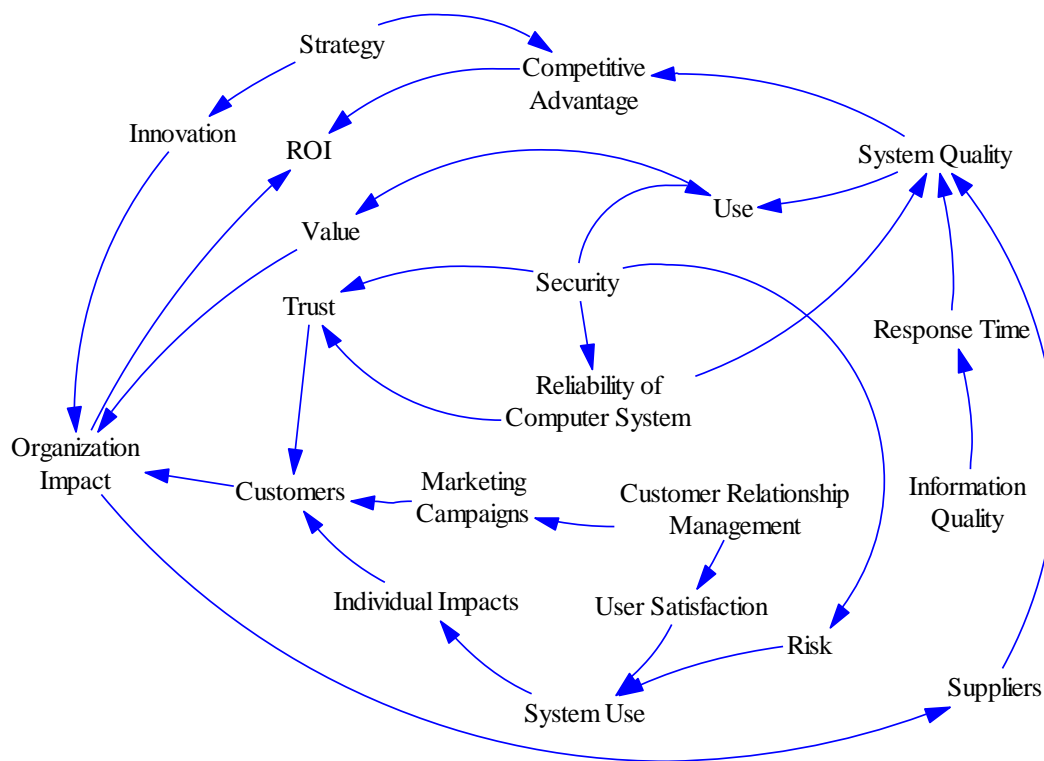 Strategy
Competitive
Advantage
Innovation
ROI
System Quality
Use
Value
Security
Trust
Response Time
Reliability of
Computer System
Organization
Impact
Customers
Marketing
Campaigns
Customer Relationship
Management
Information
Quality
Individual Impacts
User Satisfaction
Risk
Suppliers
System Use